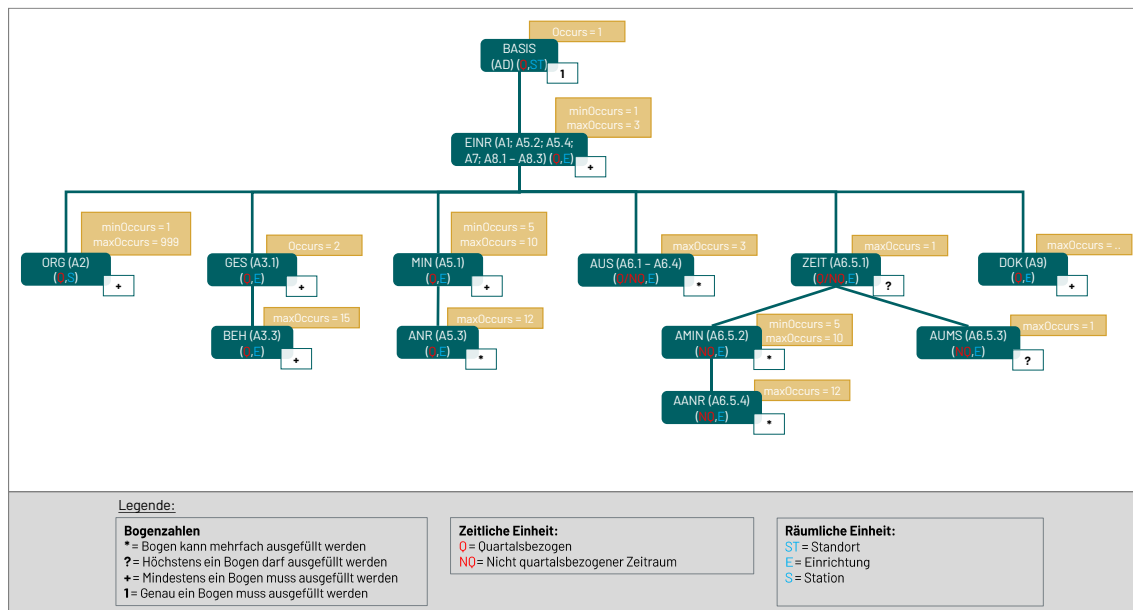 Occurs = 1
BASIS
(AD) (Q,ST)
1
minOccurs = 1
maxOccurs = 3
EINR (A1; A5.2; A5.4;
A7; A8.1 – A8.3) (Q,E)
+
minOccurs = 1
maxOccurs = 999
ORG (A2)
(Q,S)
+
Occurs = 2
GES (A3.1)
(Q,E)
+
minOccurs = 5
maxOccurs = 10
MIN (A5.1)
(Q,E)
+
maxOccurs = 3
AUS (A6.1 – A6.4)
(Q/NQ,E)
*
maxOccurs = 1
ZEIT (A6.5.1)
(Q/NQ,E)
?
maxOccurs = ..
DOK (A9)
(Q,E)
+
maxOccurs = 15
BEH (A3.3)
(Q,E)
+
maxOccurs = 12
ANR (A5.3)
(Q,E)
*
minOccurs = 5
maxOccurs = 10
AMIN (A6.5.2)
(NQ,E)
*
maxOccurs = 1
AUMS (A6.5.3)
(NQ,E)
?
maxOccurs = 12
AANR (A6.5.4)
(NQ,E)
*
Legende:
Bogenzahlen
* = Bogen kann mehrfach ausgefüllt werden
? = Höchstens ein Bogen darf ausgefüllt werden
+ = Mindestens ein Bogen muss ausgefüllt werden
1 = Genau ein Bogen muss ausgefüllt werden
Zeitliche Einheit:
Q = Quartalsbezogen
NQ = Nicht quartalsbezogener Zeitraum
Räumliche Einheit:
ST = Standort
E = Einrichtung
S = Station